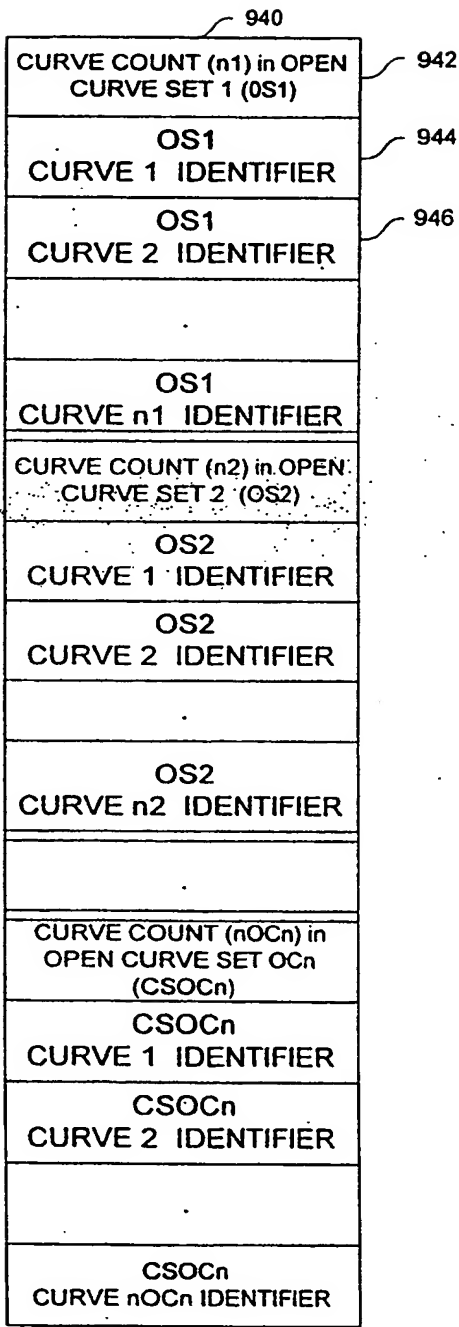 940
CURVE COUNT (n1) in OPEN
CURVE SET 1 (0S1)
942
OS1
CURVE 1 IDENTIFIER
944
OS1
CURVE 2 IDENTIFIER
946
.
OS1
CURVE n1 IDENTIFIER
CURVE COUNT (n2) in OPEN
CURVE SET 2 (OS2)
OS2
CURVE 1 IDENTIFIER
OS2
CURVE 2 IDENTIFIER
.
OS2
CURVE n2 IDENTIFIER
.
CURVE COUNT (nOCn) in
OPEN CURVE SET OCn
(CSOCn)
CSOCn
CURVE 1 IDENTIFIER
CSOCn
CURVE 2 IDENTIFIER
.
CSOCn
CURVE nOCn IDENTIFIER